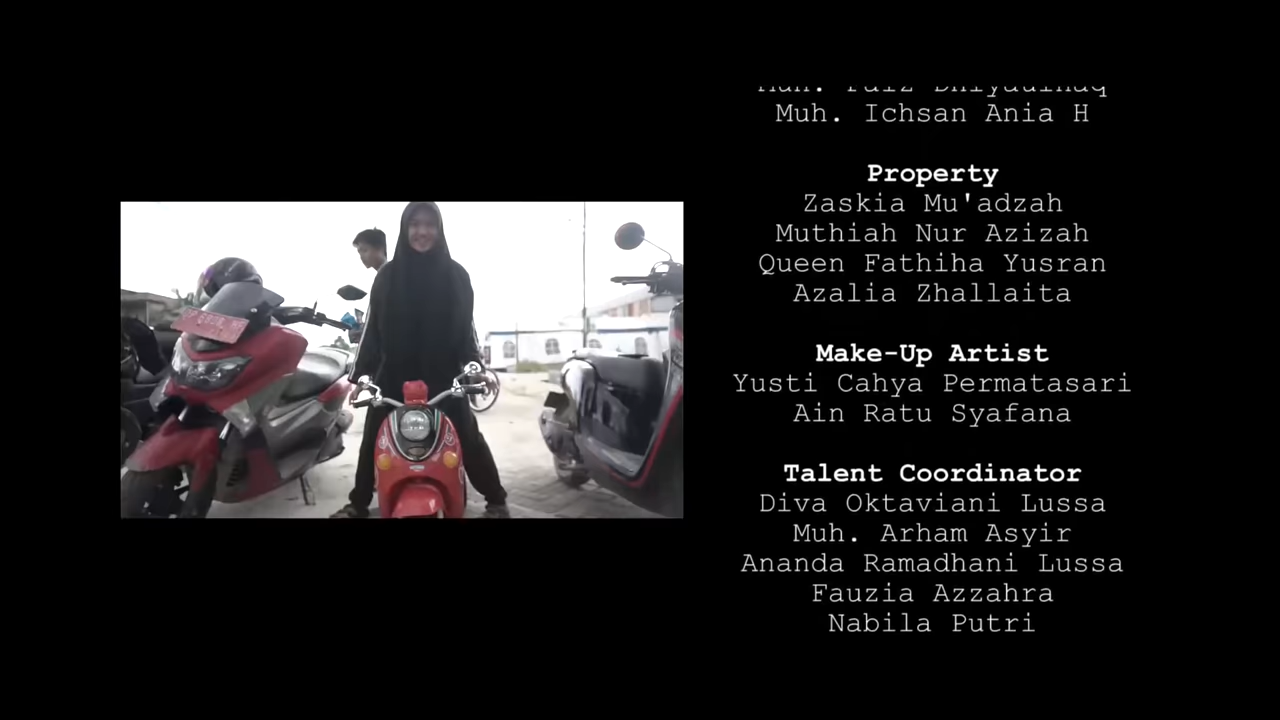 Muh. Ichsan Ania H
Property
Zaskia Mu'adzah
Muthiah Nur Azizah
Queen Fathiha Yusran
Azalia Zhallaita
Make-Up Artist
Yusti Cahya Permatasari
Ain Ratu Syafana
Talent Coordinator
Diva Oktaviani Lussa
Muh. Arham Asyir
Ananda Ramadhani Lussa
Fauzia Azzahra
Nabila Putri